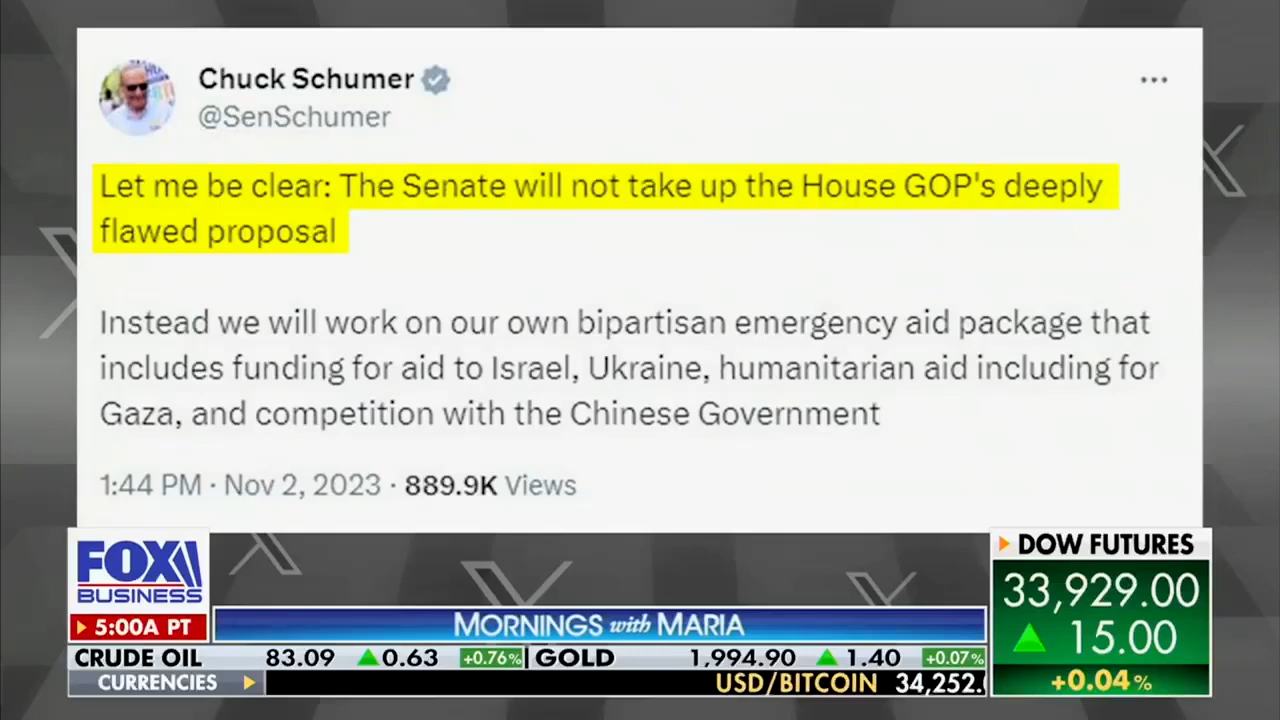 Chuck Schumer
@SenSchumer
Let me be clear: The Senate will not take up the House GOP's deeply
flawed proposal
Instead we will work on our own bipartisan emergency aid package that
includes funding for aid to Israel, Ukraine, humanitarian aid including for
Gaza, and competition with the Chinese Government
1:44 PM · Nov 2, 2023 · 889.9K Views
FOX
BUSINESS
5:00A PT
MORNINGS with MARIA
DOW FUTURES
33,929.00
15.00
+0.04%
CRUDE OIL 83.09 0.63 +0.76% GOLD 1,994.90 1.40 +0.07%
CURRENCIES USD/BITCOIN 34,252.